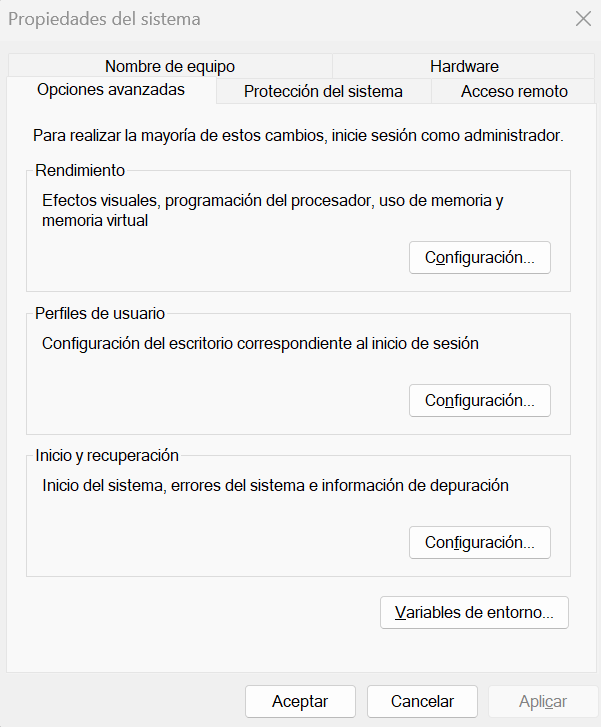 Propiedades del sistema
Nombre de equipo
Hardware
Opciones avanzadas
Protección del sistema
Acceso remoto
Para realizar la mayoría de estos cambios, inicie sesión como administrador.
Rendimiento
Efectos visuales, programación del procesador, uso de memoria y
memoria virtual
Configuración...
Perfiles de usuario
Configuración del escritorio correspondiente al inicio de sesión
Configuración...
Inicio y recuperación
Inicio del sistema, errores del sistema e información de depuración
Configuración...
Variables de entorno...
Aceptar
Cancelar
Aplicar